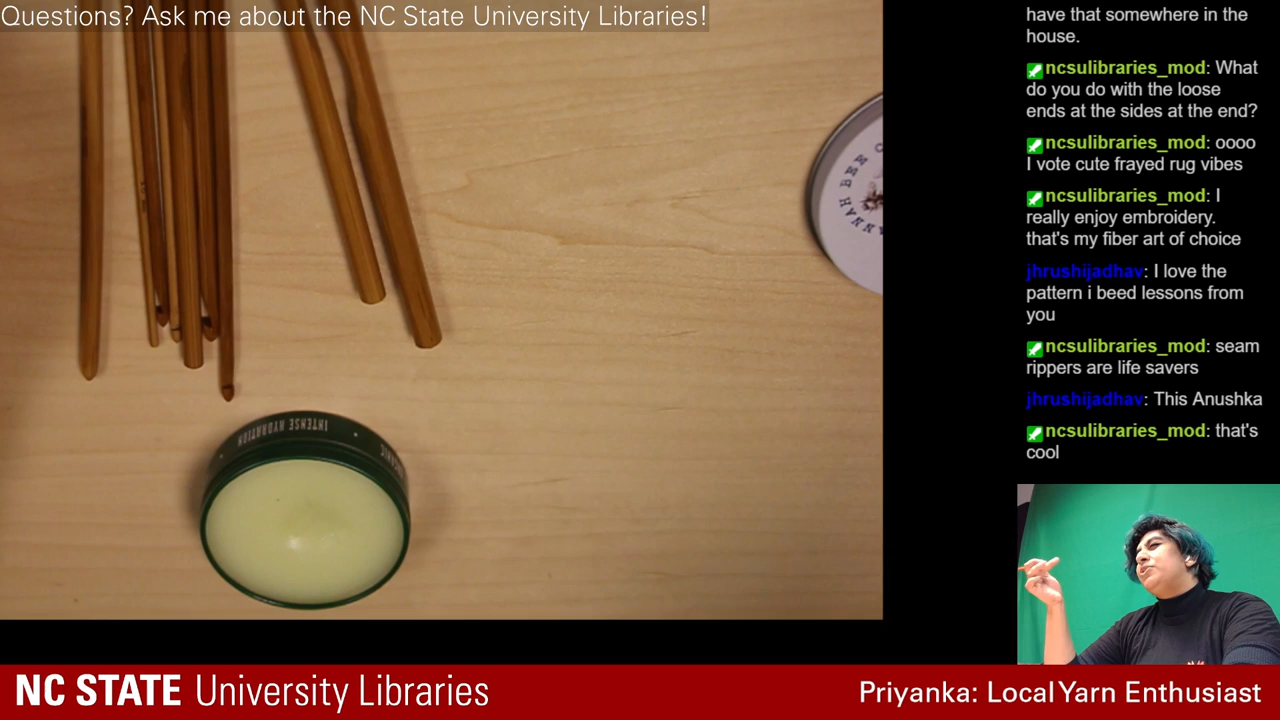 Questions? Ask me about the NC State University Libraries!
have that somewhere in the
house.
ncsulibraries_mod: What
do you do with the loose
ends at the sides at the end?
ncsulibraries_mod: oooo
I vote cute frayed rug vibes
ncsulibraries_mod: I
really enjoy embroidery.
that's my fiber art of choice
jhrushijadhav: I love the
pattern i beed lessons from
you
ncsulibraries_mod: seam
rippers are life savers
jhrushijadhav: This Anushka
ncsulibraries_mod: that's
cool
INTENSE HYDRATION
BEE
NC STATE University Libraries
Priyanka: Local Yarn Enthusiast